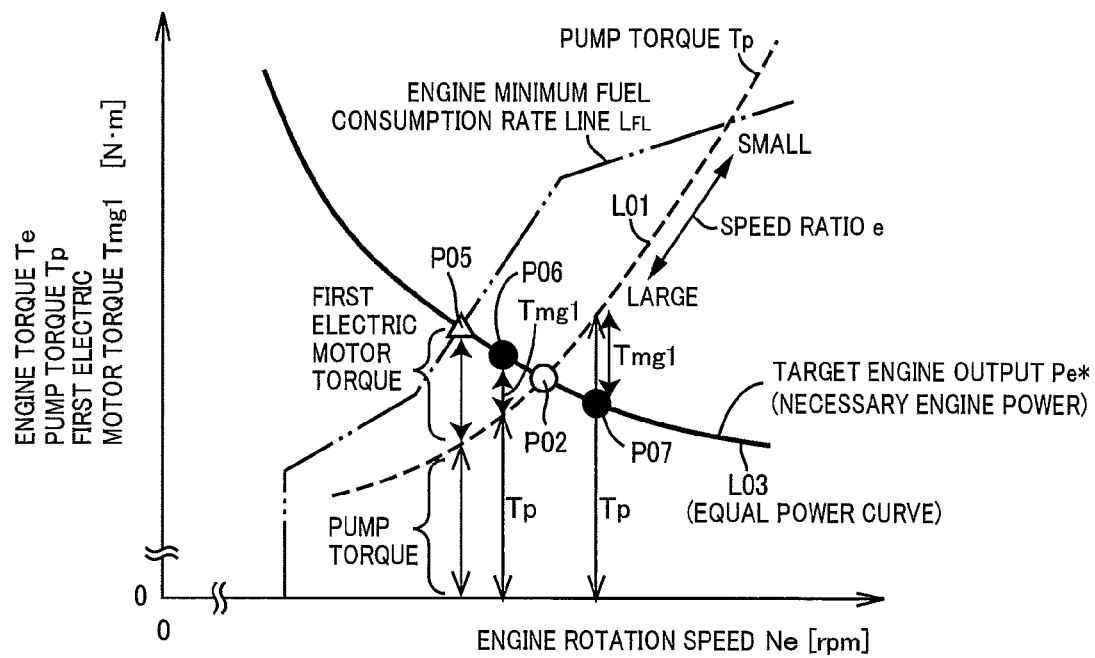 PUMP TORQUE Tp
ENGINE MINIMUM FUEL
CONSUMPTION RATE LINE LFL
SMALL
L01
SPEED RATIO e
LARGE
P05
P06
FIRST
ELECTRIC
MOTOR
TORQUE
Tmg1
Tmg1
TARGET ENGINE OUTPUT Pe*
(NECESSARY ENGINE POWER)
P02
P07
L03
(EQUAL POWER CURVE)
PUMP
TORQUE
Tp
Tp
ENGINE TORQUE Te
PUMP TORQUE Tp
FIRST ELECTRIC
MOTOR TORQUE Tmg1 [N·m]
0
0
ENGINE ROTATION SPEED Ne [rpm]